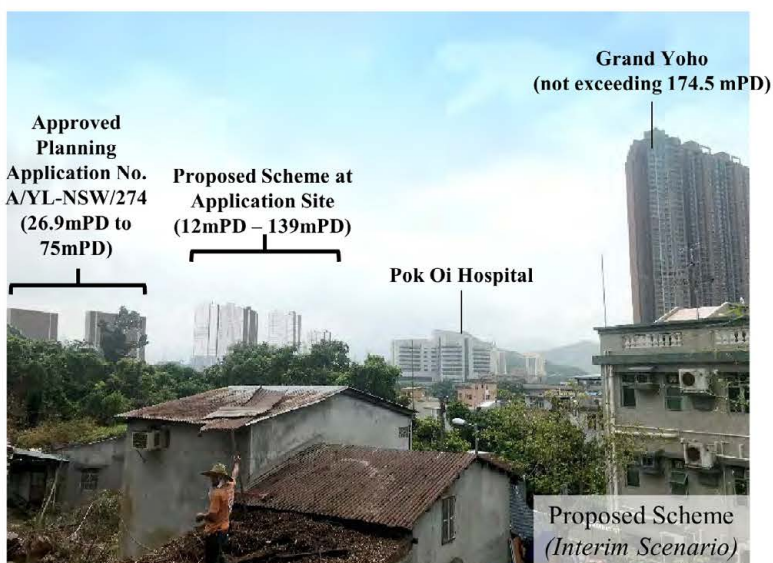 Grand Yoho
(not exceeding 174.5 mPD)
Approved
Planning
Application No.
A/YL-NSW/274
(26.9mPD to
75mPD)
Proposed Scheme at
Application Site
(12mPD – 139mPD)
Pok Oi Hospital
Proposed Scheme
(Interim Scenario)